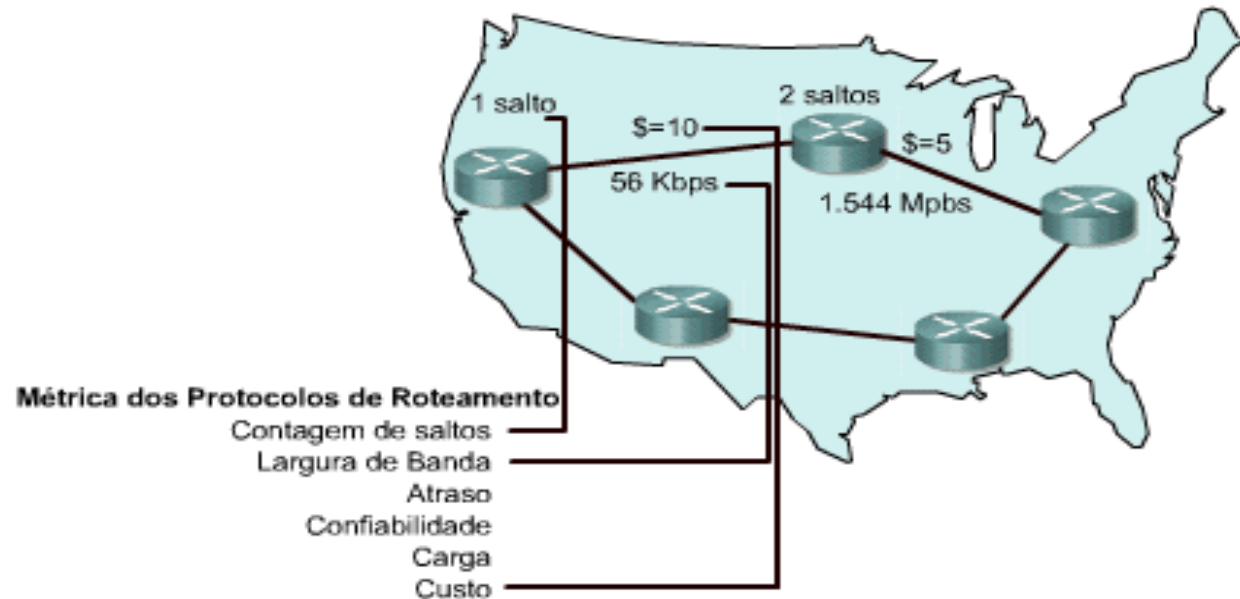 1 salto
2 saltos
$=10
$=5
56 Kbps
1.544 Mpbs
Métrica dos Protocolos de Roteamento
Contagem de saltos
Largura de Banda
Atraso
Confiabilidade
Carga
Custo